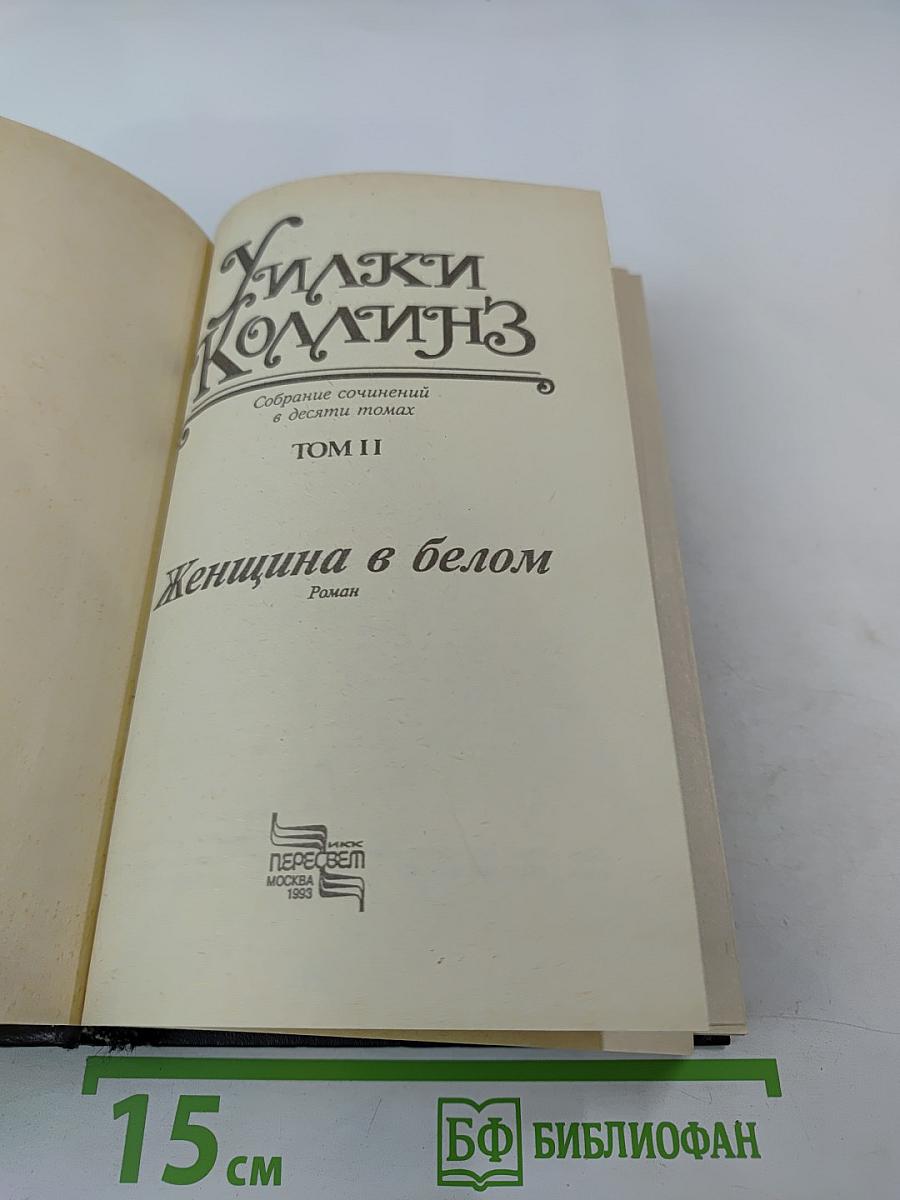 Уилки
Коллинз
Собрание сочинений
в десяти томах
ТОМ II
Женщина в белом
Роман
ИКК
ПЕРЕСВЕТ
МОСКВА
1993
15 см
БФ БИБЛИОФАН